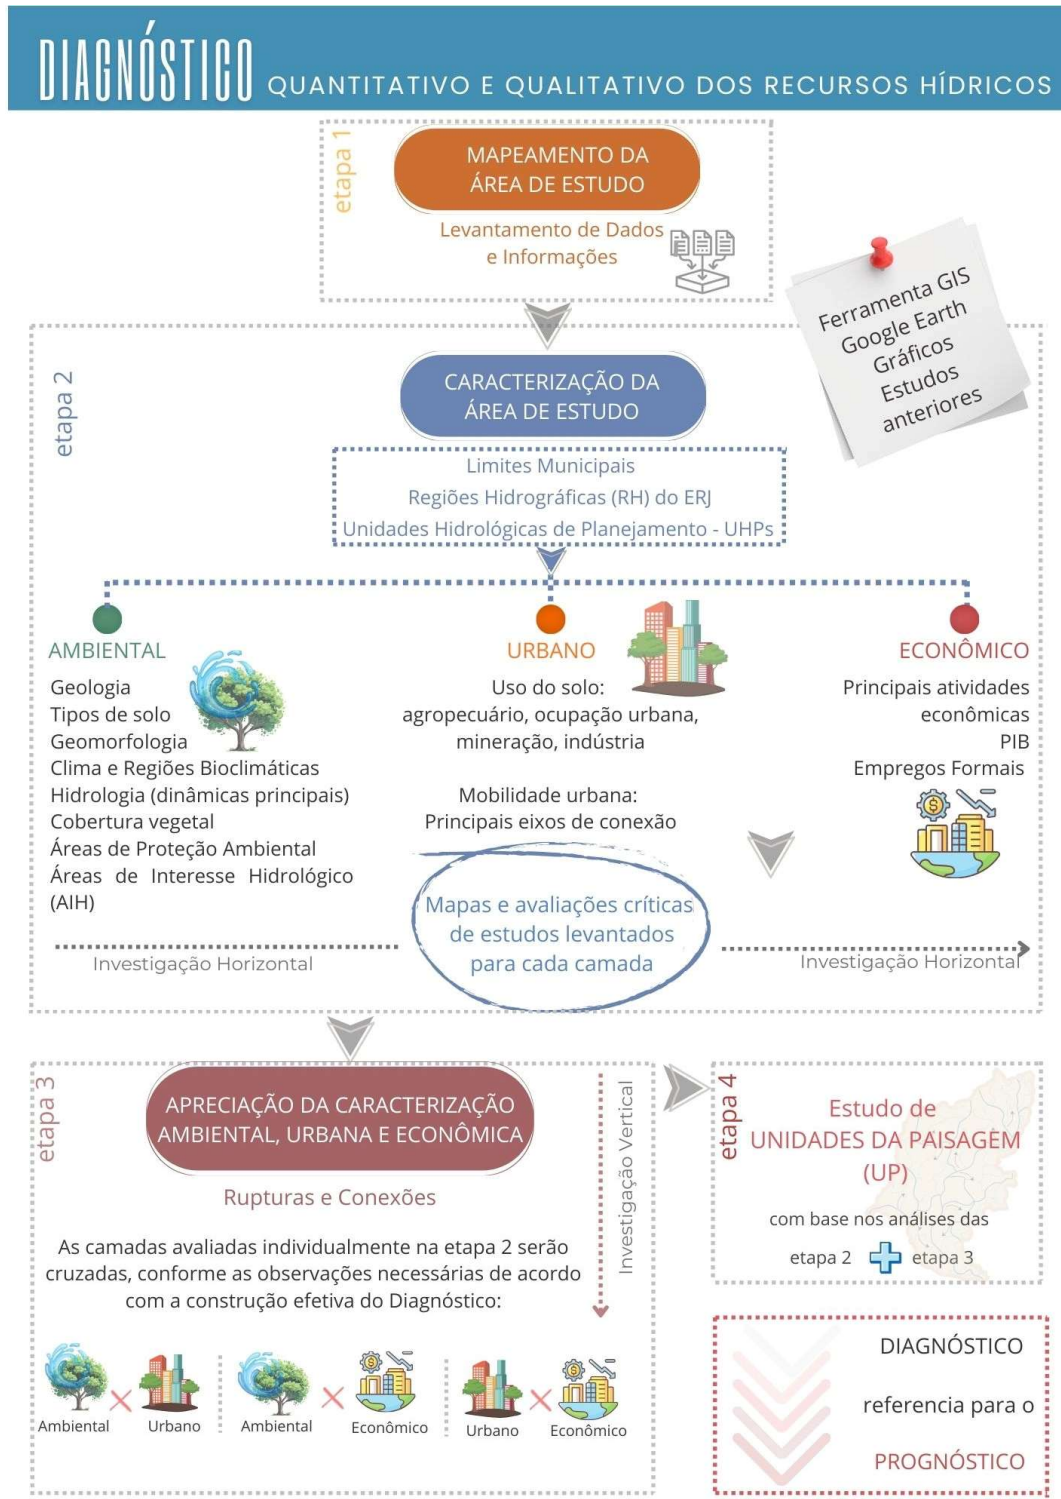 DIAGNÓSTICO QUANTITATIVO E QUALITATIVO DOS RECURSOS HÍDRICOS
etapa 1
MAPEAMENTO DA
ÁREA DE ESTUDO
Levantamento de Dados
e Informações
Ferramenta GIS
Google Earth
Gráficos
Estudos
anteriores
etapa 2
CARACTERIZAÇÃO DA
ÁREA DE ESTUDO
Limites Municipais
Regiões Hidrográficas (RH) do ERJ
Unidades Hidrológicas de Planejamento - UHPs
AMBIENTAL
Geologia
Tipos de solo
Geomorfologia
Clima e Regiões Bioclimáticas
Hidrologia (dinâmicas principais)
Cobertura vegetal
Áreas de Proteção Ambiental
Áreas de Interesse Hidrológico
(AIH)
URBANO
Uso do solo:
agropecuário, ocupação urbana,
mineração, indústria
Mobilidade urbana:
Principais eixos de conexão
ECONÔMICO
Principais atividades
econômicas
PIB
Empregos Formais
Mapas e avaliações críticas
de estudos levantados
para cada camada
Investigação Horizontal
Investigação Horizontal
etapa 3
APRECIAÇÃO DA CARACTERIZAÇÃO
AMBIENTAL, URBANA E ECONÔMICA
Rupturas e Conexões
As camadas avaliadas individualmente na etapa 2 serão
cruzadas, conforme as observações necessárias de acordo
com a construção efetiva do Diagnóstico:
Investigação Vertical
Ambiental
Urbano
Ambiental
Econômico
Urbano
Econômico
etapa 4
Estudo de
UNIDADES DA PAISAGEM
(UP)
com base nos análises das
etapa 2 + etapa 3
DIAGNÓSTICO
referencia para o
PROGNÓSTICO